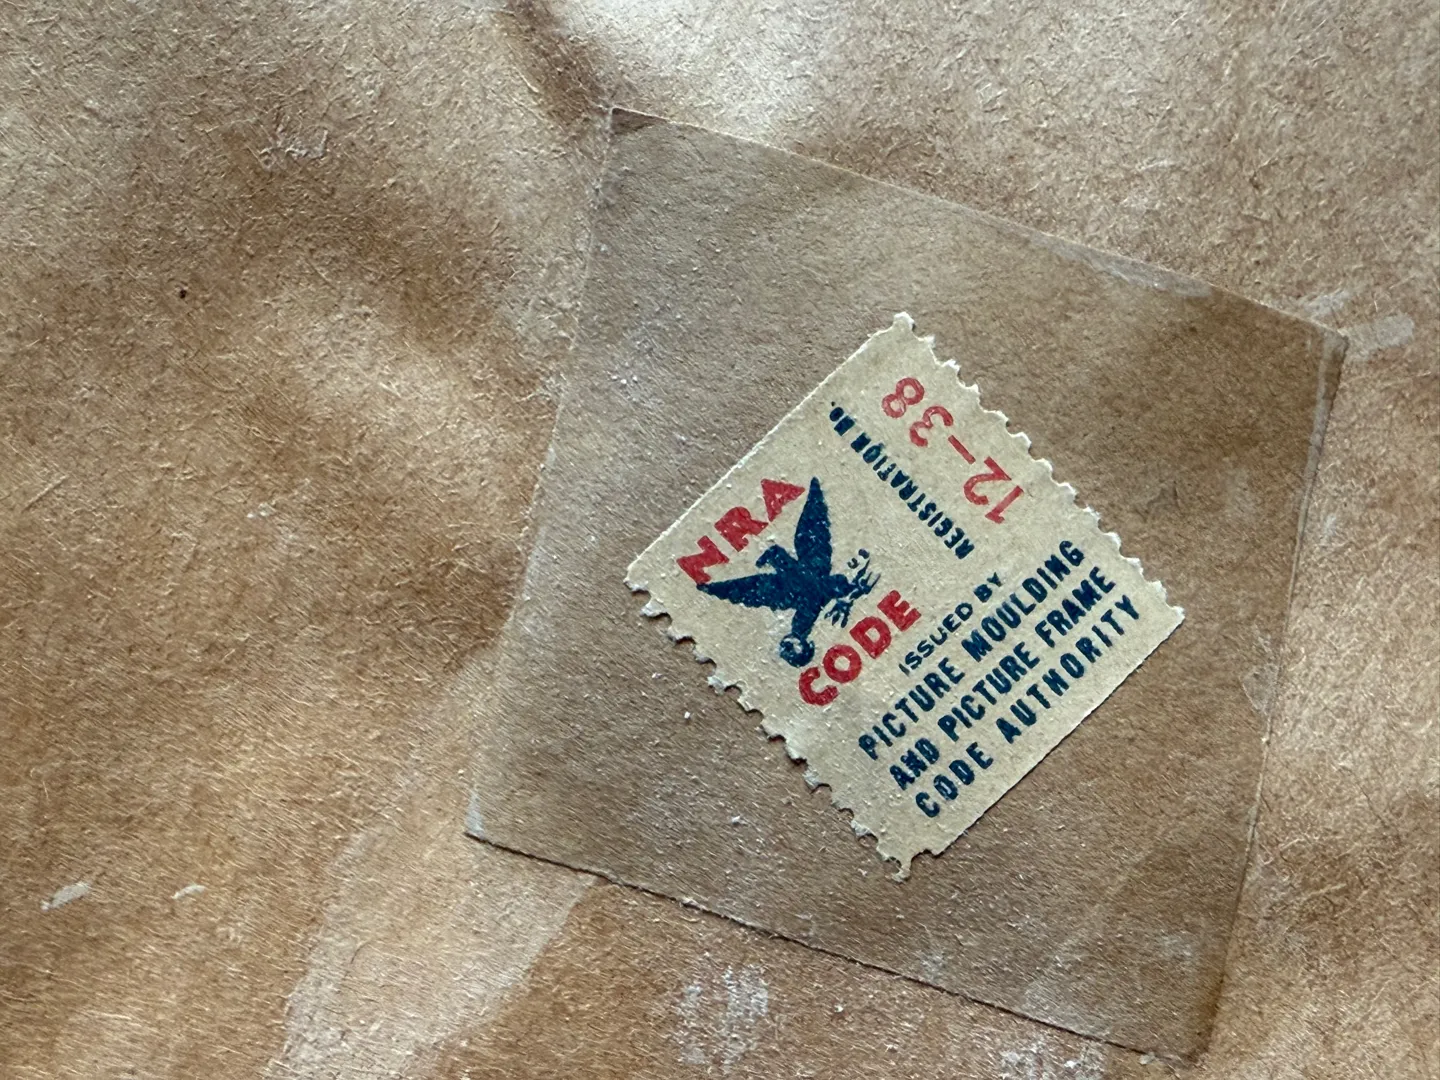 NRA
CODE
REGISTRATION NO.
12-38
ISSUED BY
PICTURE MOULDING
AND PICTURE FRAME
CODE AUTHORITY